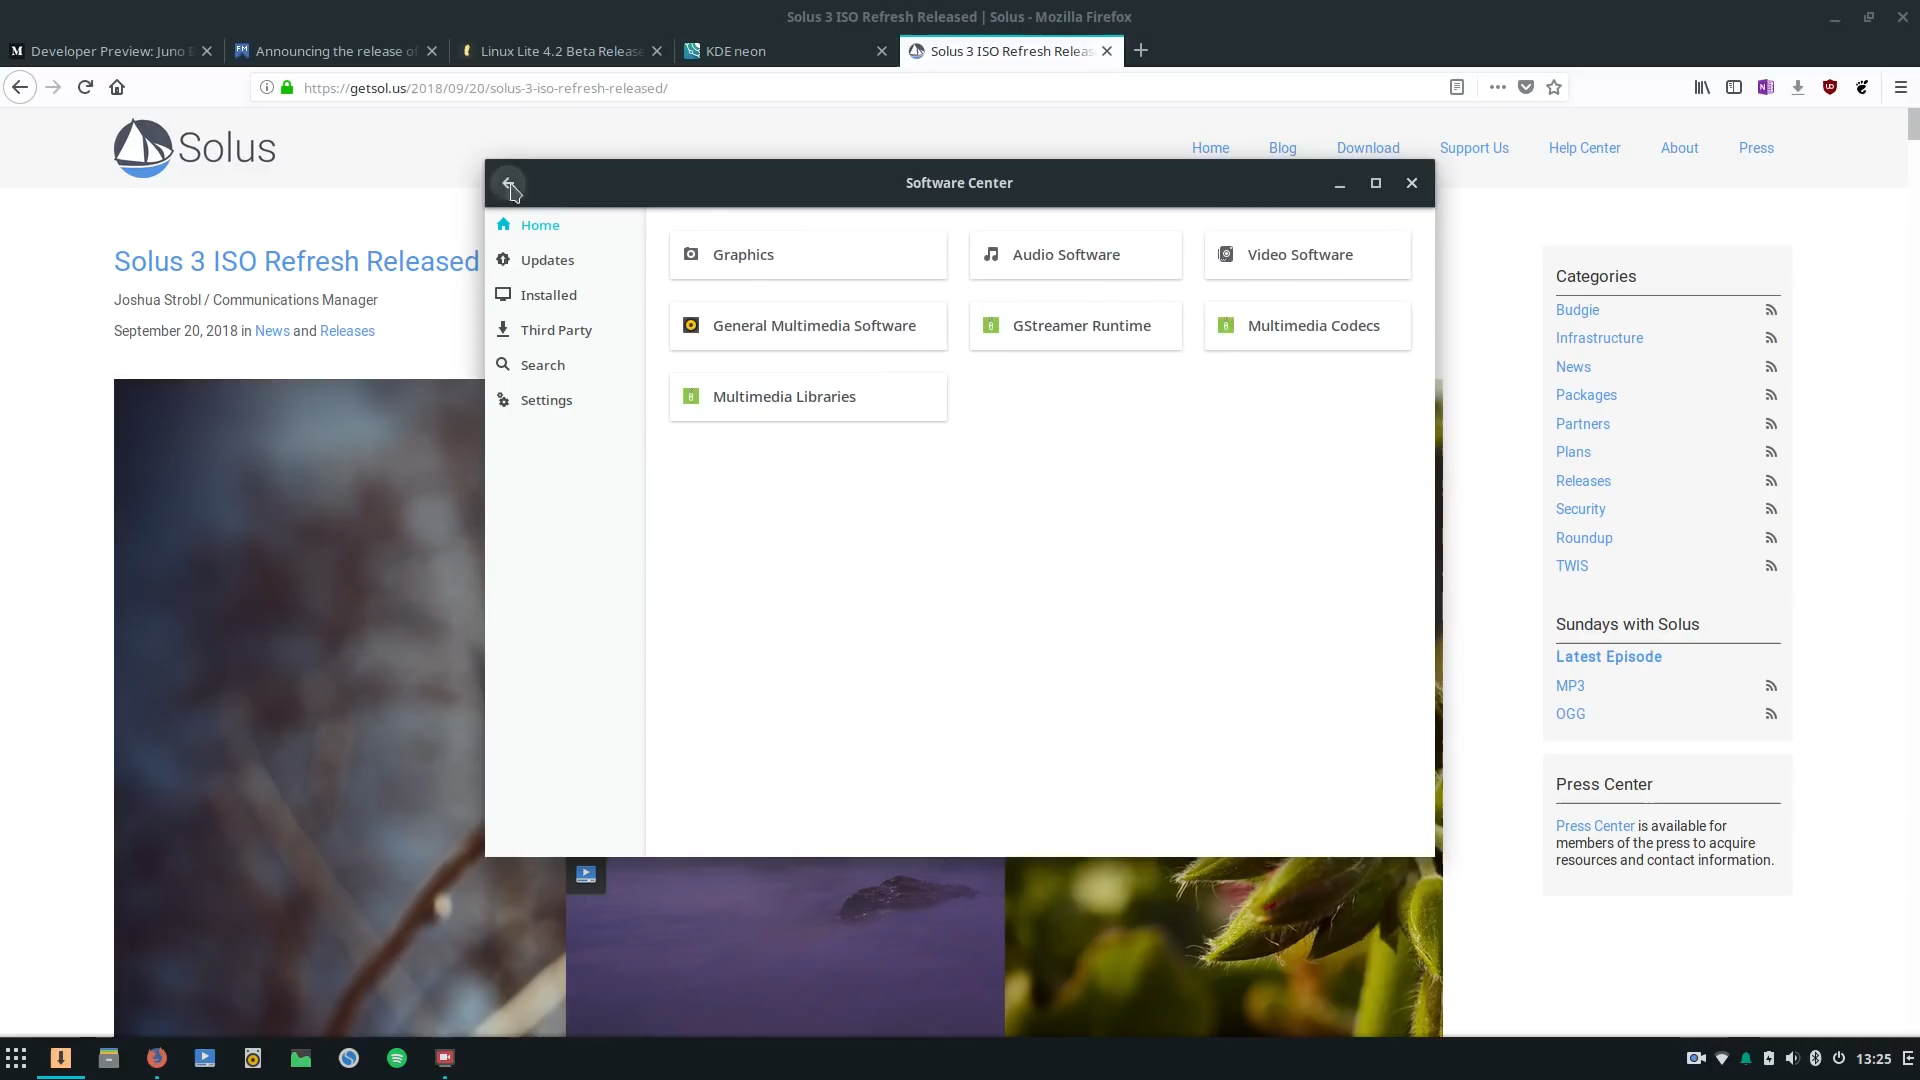 Solus 3 ISO Refresh Released | Solus - Mozilla Firefox
Developer Preview: Juno B
Announcing the release of
Linux Lite 4.2 Beta Release
KDE neon
Solus 3 ISO Refresh Releas
https://getsol.us/2018/09/20/solus-3-iso-refresh-released/
Solus
Home
Blog
Download
Support Us
Help Center
About
Press
Software Center
Home
Updates
Installed
Third Party
Search
Settings
Graphics
Audio Software
Video Software
General Multimedia Software
GStreamer Runtime
Multimedia Codecs
Multimedia Libraries
Solus 3 ISO Refresh Released
Joshua Strobl / Communications Manager
September 20, 2018 in News and Releases
Categories
Budgie
Infrastructure
News
Packages
Partners
Plans
Releases
Security
Roundup
TWIS
Sundays with Solus
Latest Episode
MP3
OGG
Press Center
Press Center is available for
members of the press to acquire
resources and contact information.
13:25